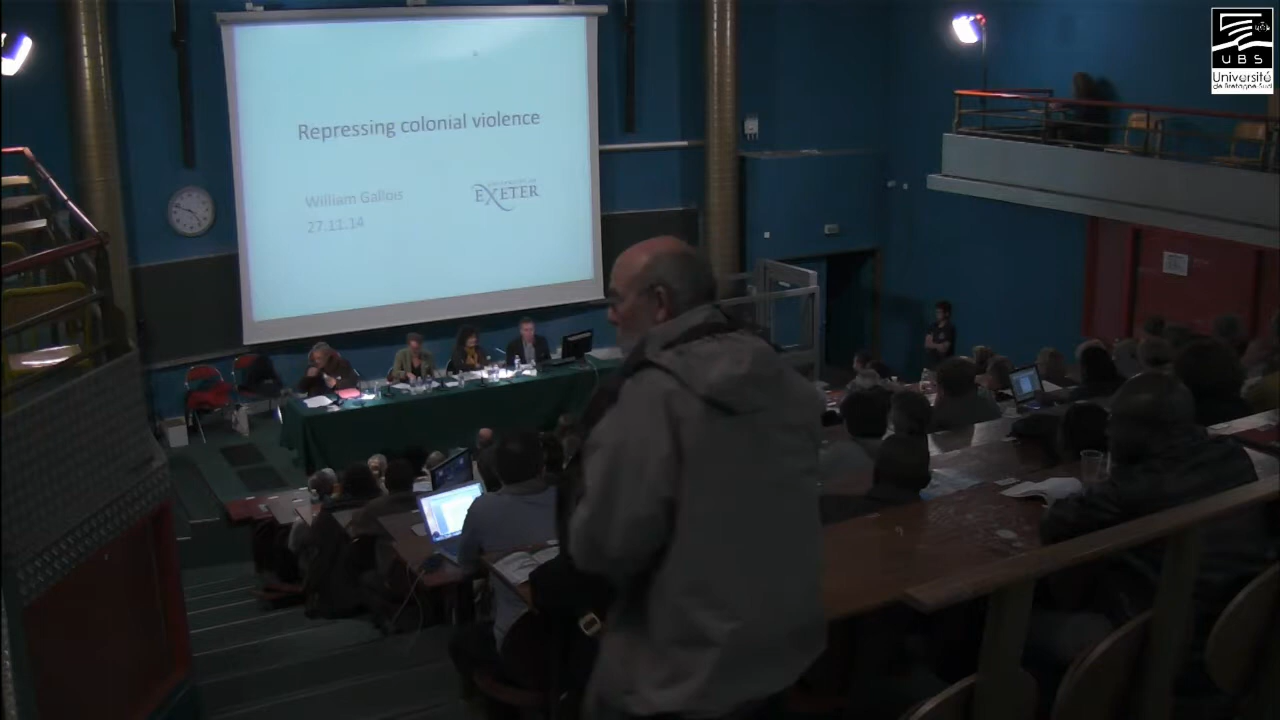 Repressing colonial violence
William Gallois
27.11.14
EXETER
UBS
Université
de Bretagne Sud